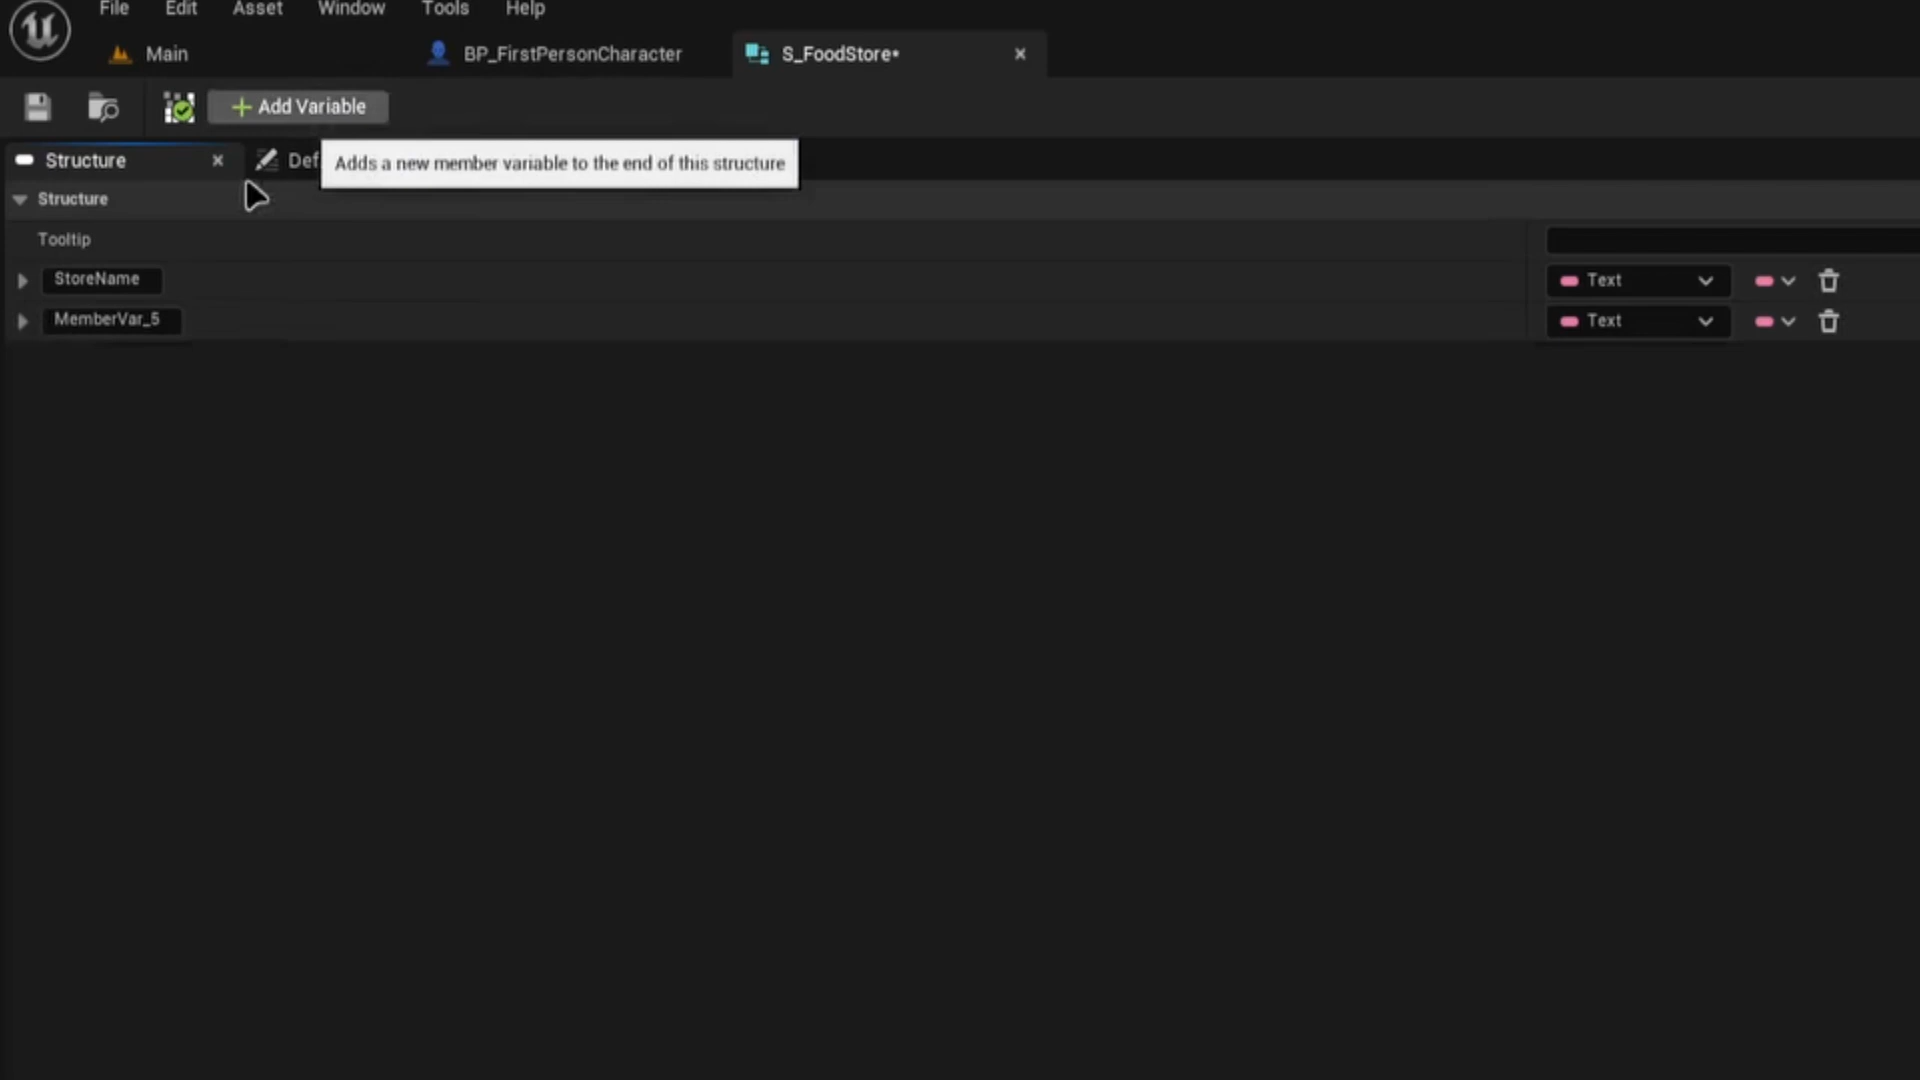 File Edit Asset Window Tools Help
Main BP_FirstPersonCharacter S_FoodStore•
Add Variable
Structure Def
Adds a new member variable to the end of this structure
Structure
Tooltip
StoreName Text
MemberVar_5 Text